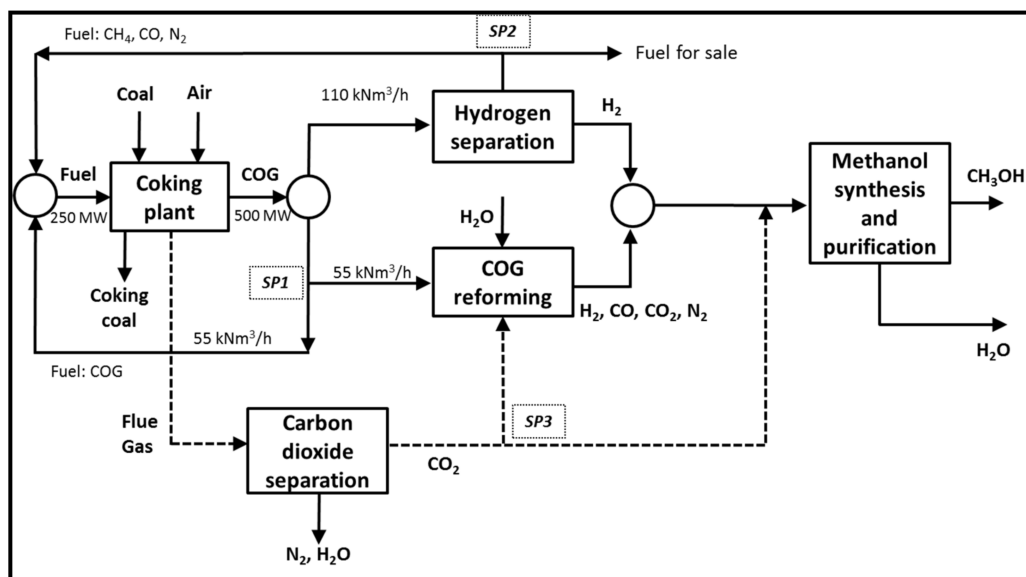 Fuel: CH₄, CO, N₂
SP2
Fuel for sale
Coal
Air
110 kNm³/h
Hydrogen
separation
H₂
Fuel
250 MW
Coking
plant
COG
500 MW
Methanol
synthesis
and
purification
CH₃OH
H₂O
SP1
55 kNm³/h
COG
reforming
H₂, CO, CO₂, N₂
Coking
coal
55 kNm³/h
Fuel: COG
H₂O
Flue
Gas
Carbon
dioxide
separation
CO₂
SP3
N₂, H₂O